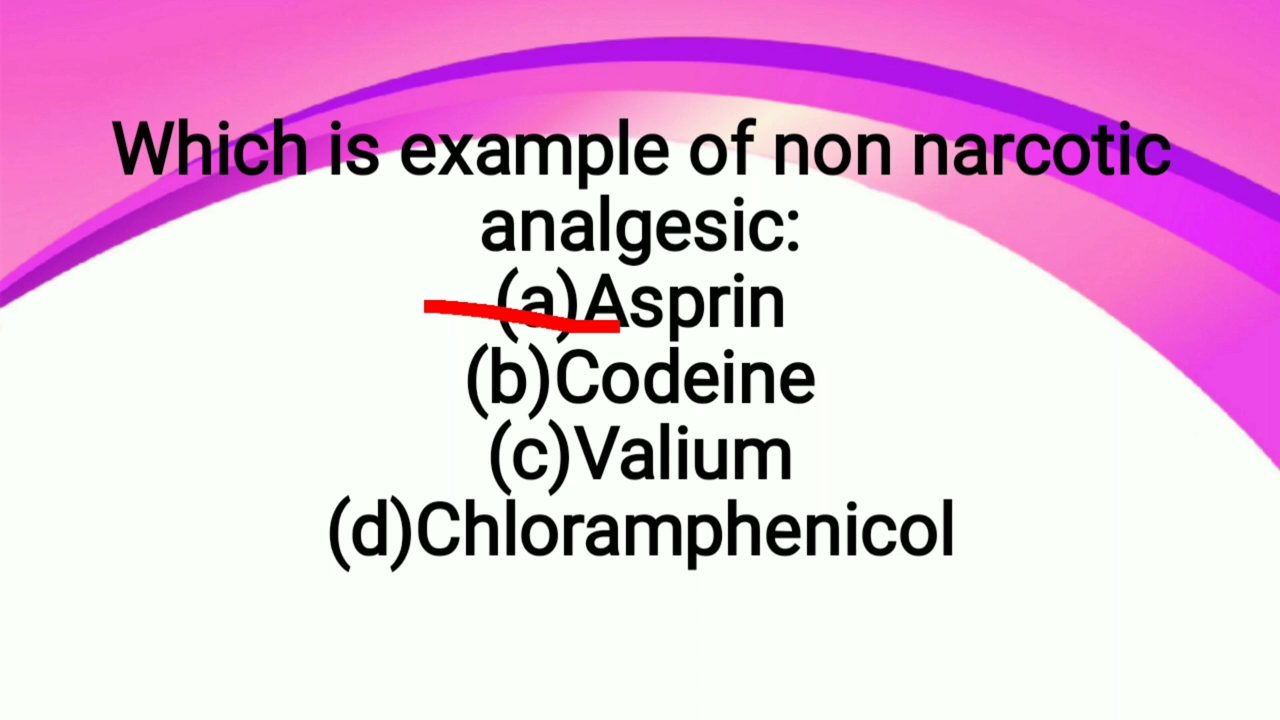 Which is example of non narcotic
analgesic:
(a)Asprin
(b)Codeine
(c)Valium
(d)Chloramphenicol